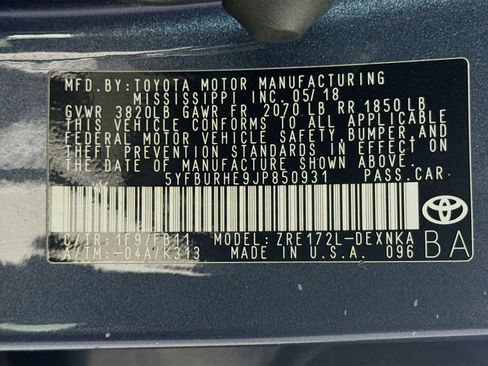 MFD.BY:TOYOTA MOTOR MANUFACTURING
MISSISSIPPI INC.05/18
GVWR 3820LB GAWR FR 2070 LB RR 1850 LB
THIS VEHICLE CONFORMS TO ALL APPLICABLE
FEDERAL MOTOR VEHICLE SAFETY, BUMPER, AND
THEFT PREVENTION STANDARDS IN EFFECT ON
THE DATE OF MANUFACTURE SHOWN ABOVE.
5YFBURHE9JP850931 PASS.CAR
TOYOTA
C/TR: 1F9/FB11 MODEL: ZRE172L-DEXNKA BA
A/TM:-04A/K313 MADE IN U.S.A. 096